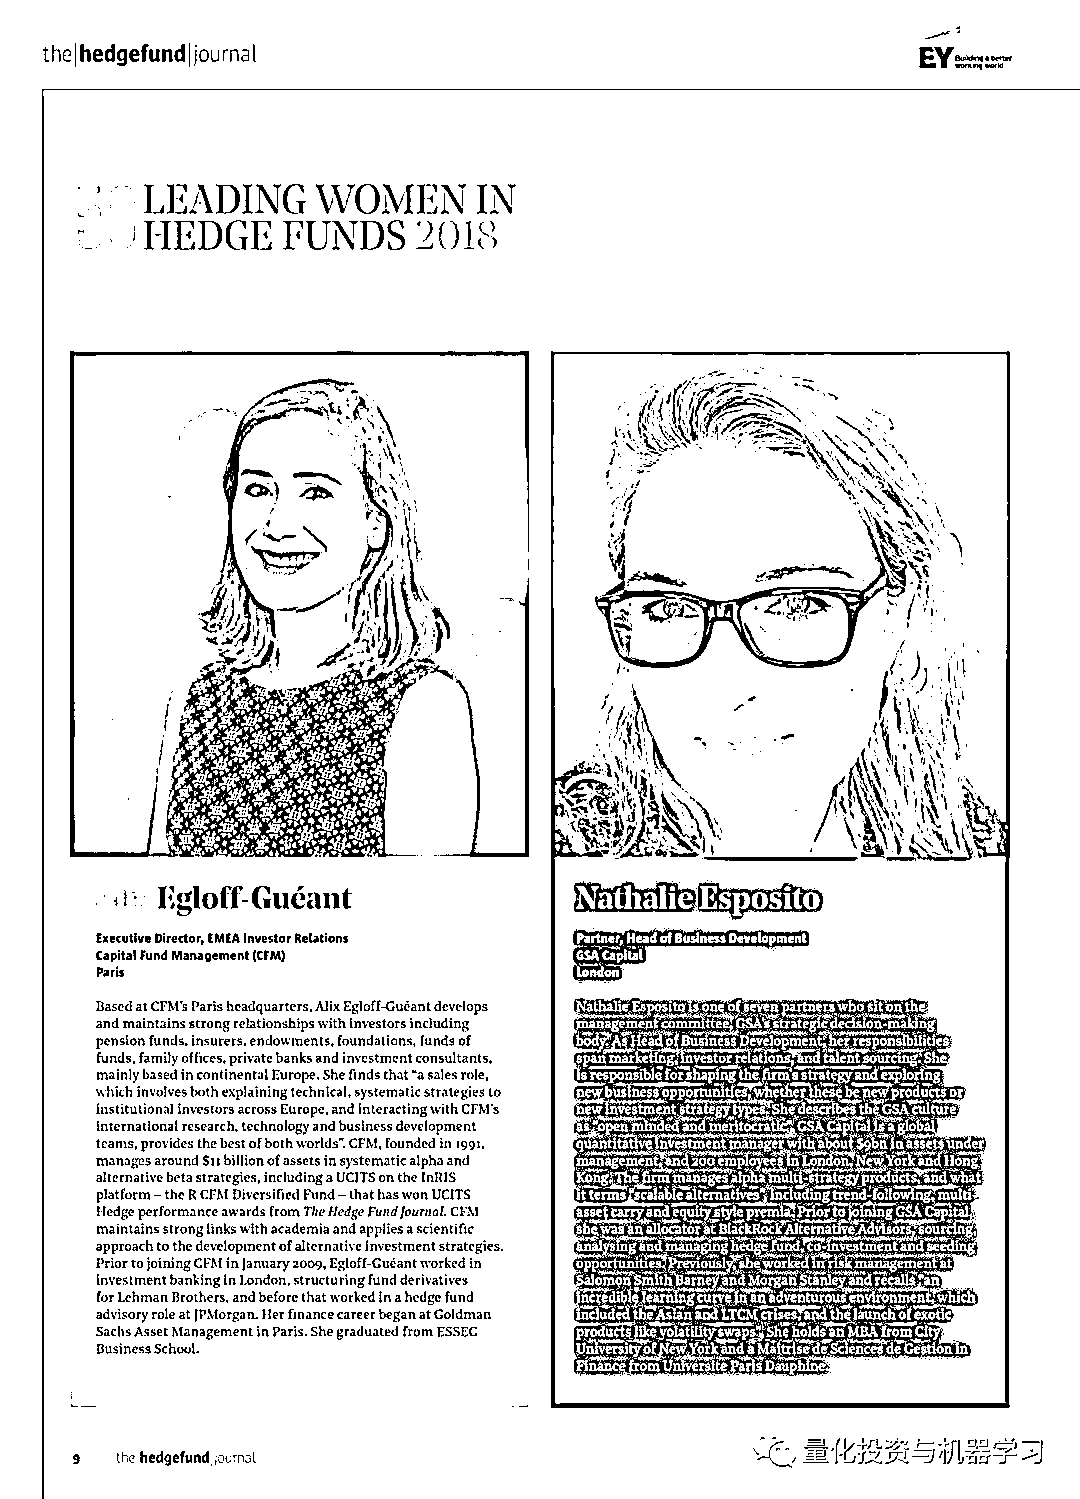 the|hedgefund|journal
EY Building a better
working world
50 LEADING WOMEN IN
HEDGE FUNDS 2018
Egloff-Guéant
Executive Director, EMEA Investor Relations
Capital Fund Management (CFM)
Paris
Based at CFM's Paris headquarters, Alix Egloff-Guéant develops
and maintains strong relationships with investors including
pension funds, insurers, endowments, foundations, funds of
funds, family offices, private banks and investment consultants,
mainly based in continental Europe. She finds that "a sales role,
which involves both explaining technical, systematic strategies to
institutional investors across Europe, and interacting with CFM's
international research, technology and business development
teams, provides the best of both worlds". CFM, founded in 1991,
manages around $11 billion of assets in systematic alpha and
alternative beta strategies, including a UCITS on the InRIS
platform – the R CFM Diversified Fund – that has won UCITS
Hedge performance awards from The Hedge Fund Journal. CFM
maintains strong links with academia and applies a scientific
approach to the development of alternative investment strategies.
Prior to joining CFM in January 2009, Egloff-Guéant worked in
investment banking in London, structuring fund derivatives
for Lehman Brothers, and before that worked in a hedge fund
advisory role at JPMorgan. Her finance career began at Goldman
Sachs Asset Management in Paris. She graduated from ESSEC
Business School.
Nathalie Esposito
Partner, Head of Business Development
GSA Capital
London
Nathalie Esposito is one of seven partners who sit on the
management committee, GSA's strategic decision-making
body. As Head of Business Development, her responsibilities
span marketing, investor relations, and talent sourcing. She
is responsible for shaping the firm's strategy and exploring
new business opportunities, whether these be new products or
new investment strategy types. She describes the GSA culture
as "open minded and meritocratic". GSA Capital is a global
quantitative investment manager with about $8bn in assets under
management, and 200 employees in London, New York and Hong
Kong. The firm manages alpha multi-strategy products, and what
it terms "scalable alternatives", including trend-following, multi-
asset carry and equity style premia. Prior to joining GSA Capital,
she was an allocator at BlackRock Alternative Advisors, sourcing,
analysing and managing hedge fund, co-investment and seeding
opportunities. Previously, she worked in risk management at
Salomon Smith Barney and Morgan Stanley and recalls "an
incredible learning curve in an adventurous environment, which
included the Asian and LTCM crises, and the launch of exotic
products like volatility swaps". She holds an MBA from City
University of New York and a Maîtrise de Sciences de Gestion in
Finance from Université Paris Dauphine.
9 the hedgefund journal
量化投资与机器学习